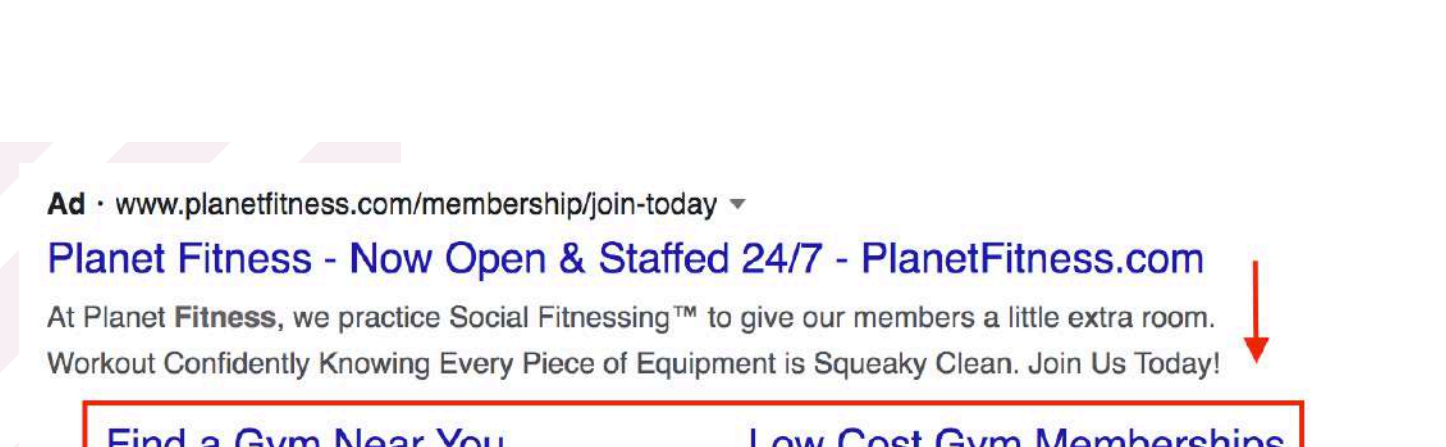 Ad · www.planetfitness.com/membership/join-today
Planet Fitness - Now Open & Staffed 24/7 - PlanetFitness.com
At Planet Fitness, we practice Social Fitnessing™ to give our members a little extra room.
Workout Confidently Knowing Every Piece of Equipment is Squeaky Clean. Join Us Today!
Find a Gym Near You Low Cost Gym Memberships